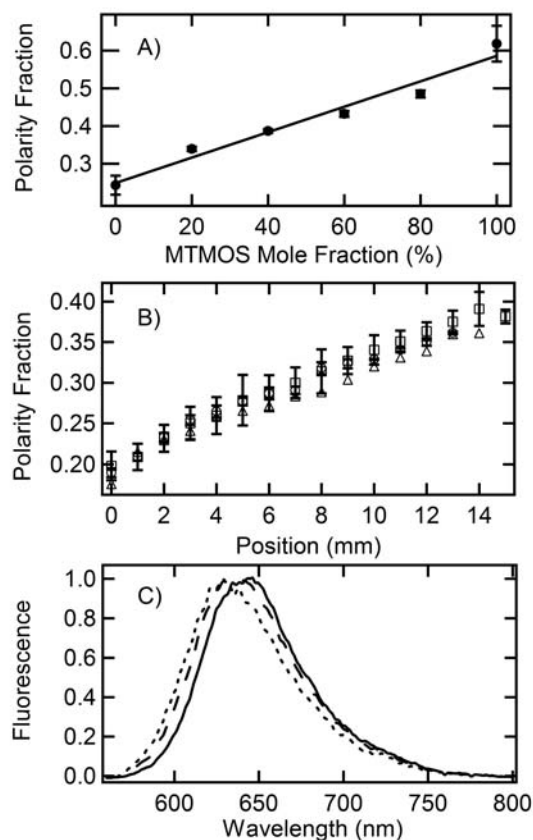 A)
Polarity Fraction
0.6
0.5
0.4
0.3
0 20 40 60 80 100
MTMOS Mole Fraction (%)
B)
Polarity Fraction
0.40
0.35
0.30
0.25
0.20
0 2 4 6 8 10 12 14
Position (mm)
C)
Fluorescence
1.0
0.8
0.6
0.4
0.2
0.0
600 650 700 750 800
Wavelength (nm)